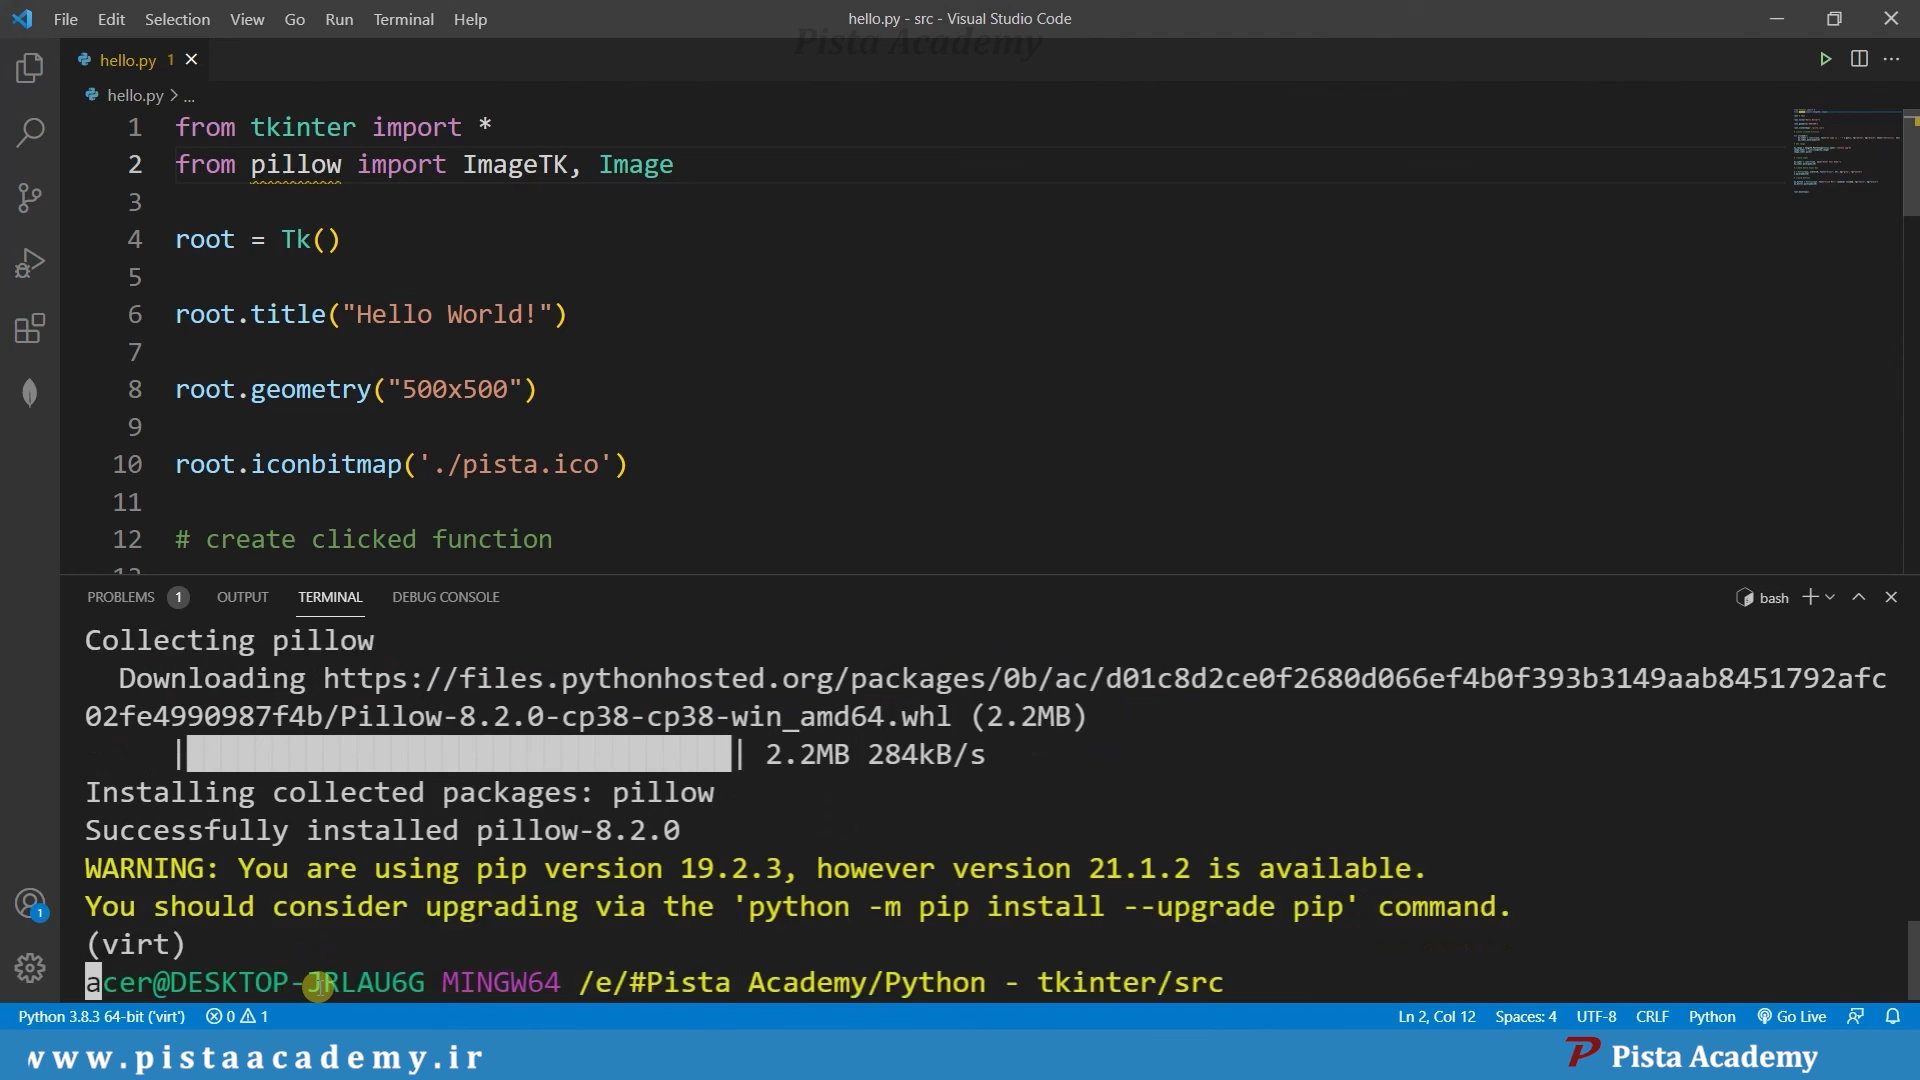 File Edit Selection View Go Run Terminal Help hello.py - src - Visual Studio Code
Pista Academy
hello.py 1
hello.py > ...
1 from tkinter import *
2 from pillow import ImageTK, Image
3
4 root = Tk()
5
6 root.title("Hello World!")
7
8 root.geometry("500x500")
9
10 root.iconbitmap('./pista.ico')
11
12 # create clicked function
13
PROBLEMS 1 OUTPUT TERMINAL DEBUG CONSOLE bash
Collecting pillow
Downloading https://files.pythonhosted.org/packages/0b/ac/d01c8d2ce0f2680d066ef4b0f393b3149aab8451792afc
02fe4990987f4b/Pillow-8.2.0-cp38-cp38-win_amd64.whl (2.2MB)
|████████████████████████████████| 2.2MB 284kB/s
Installing collected packages: pillow
Successfully installed pillow-8.2.0
WARNING: You are using pip version 19.2.3, however version 21.1.2 is available.
You should consider upgrading via the 'python -m pip install --upgrade pip' command.
(virt)
acer@DESKTOP-JRLAU6G MINGW64 /e/#Pista Academy/Python - tkinter/src
1
Python 3.8.3 64-bit ('virt') 0 1 Ln 2, Col 12 Spaces: 4 UTF-8 CRLF Python Go Live
www.pistaacademy.ir Pista Academy